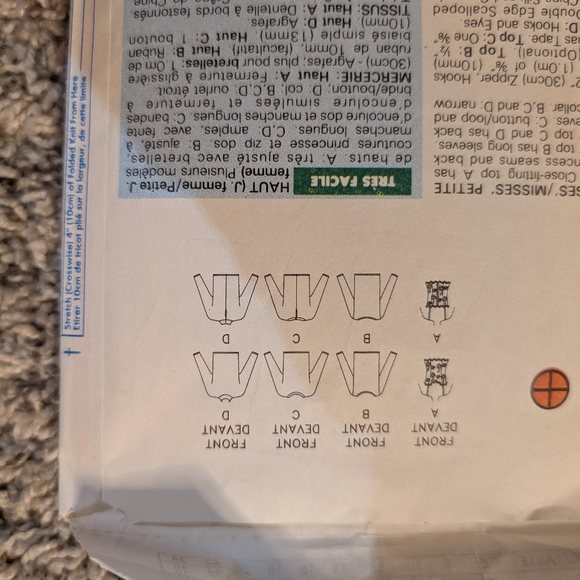 FRONT FRONT FRONT FRONT
DEVANT DEVANT DEVANT DEVANT
A B C D
A B C D
MISSES' PETITE
Close-fitting top A has
seams and back
top B has long sleeves.
top C and D has back
C: button/loop and
collar. B,C and D: narrow
(30cm) Zipper, Hooks
(1.0m) of ⅜" (10mm)
(Optional). Top B: ½"
Tape. Top C: One ⅝"
D: Hooks and Eyes.
Double Edge Scalloped
TRÈS FACILE
HAUT (J. femme/Petite J.
femme) Plusieurs modèles
de hauts A: très ajusté avec bretelles,
coutures princesse et zip dos. B: ajusté, à
manches longues. C,D: amples, avec fente
d'encolure dos et manches longues. C: bandes
d'encolure simulées et fermeture à
bride/bouton; D: col; B,C,D: ourlet étroit
MERCERIE: Haut A: Fermeture à glissière
(30cm) - Agrafes; plus pour bretelles: 1.0m de
ruban de 10mm, (facultatif) Haut B: Ruban
biaisé simple (13mm) Haut C: 1 bouton
(10mm) Haut D: Agrafes
TISSUS: Haut A: Dentelle à bords festonnés.
Stretch (Crosswise) 4" (10cm) of Folded Knit From Here
Etirer 10cm de tricot plié sur la largeur, de cette limite